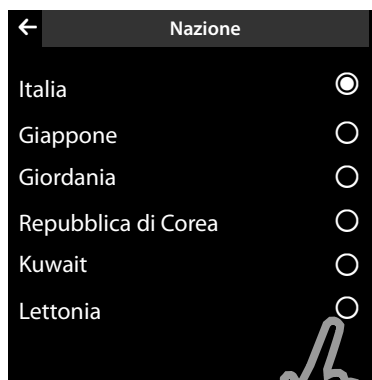 Nazione
Italia
Giappone
Giordania
Repubblica di Corea
Kuwait
Lettonia